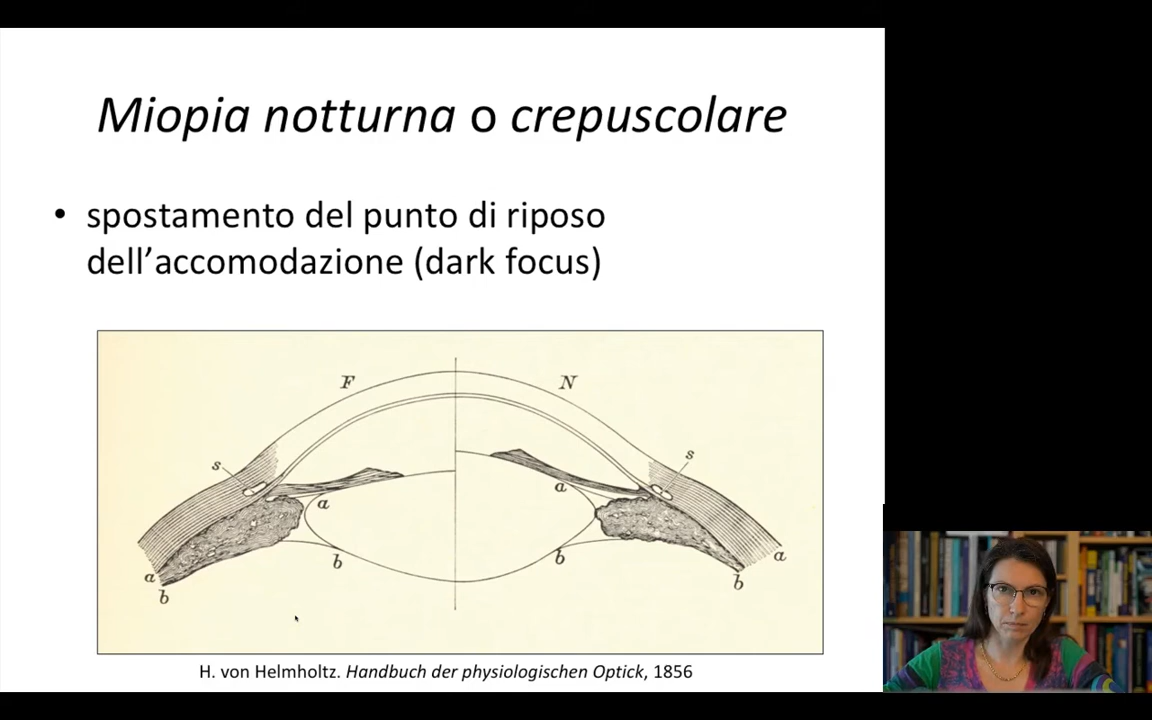 Miopia notturna o crepuscolare
• spostamento del punto di riposo
dell’accomodazione (dark focus)
F N
s s
a a
b b
a a
b b
H. von Helmholtz. Handbuch der physiologischen Optick, 1856